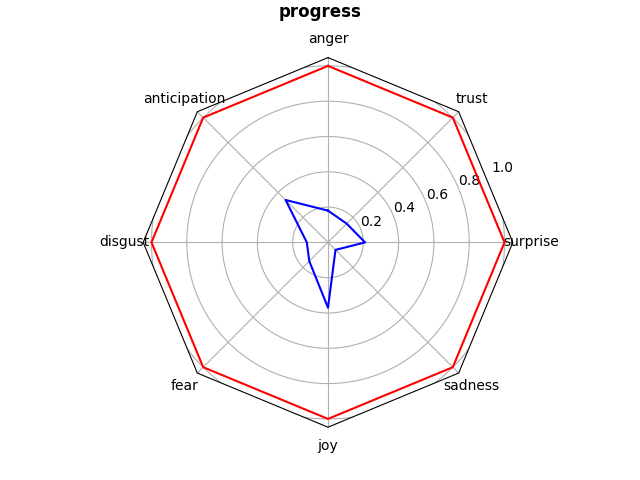 progress
anger
anticipation
trust
1.0
0.8
0.6
0.4
0.2
disgust
surprise
fear
sadness
joy